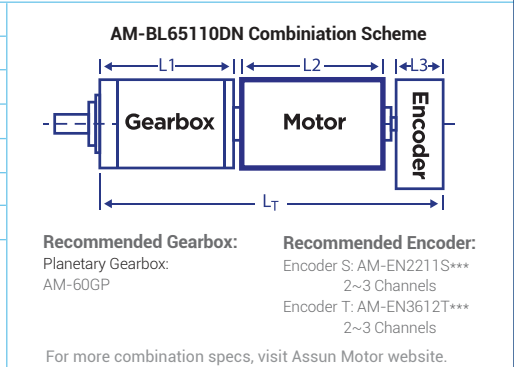 AM-BL65110DN Combiniation Scheme
L1 L2 L3
Gearbox Motor Encoder
LT
Recommended Gearbox:
Planetary Gearbox:
AM-60GP
Recommended Encoder:
Encoder S: AM-EN2211S***
2~3 Channels
Encoder T: AM-EN3612T***
2~3 Channels
For more combination specs, visit Assun Motor website.